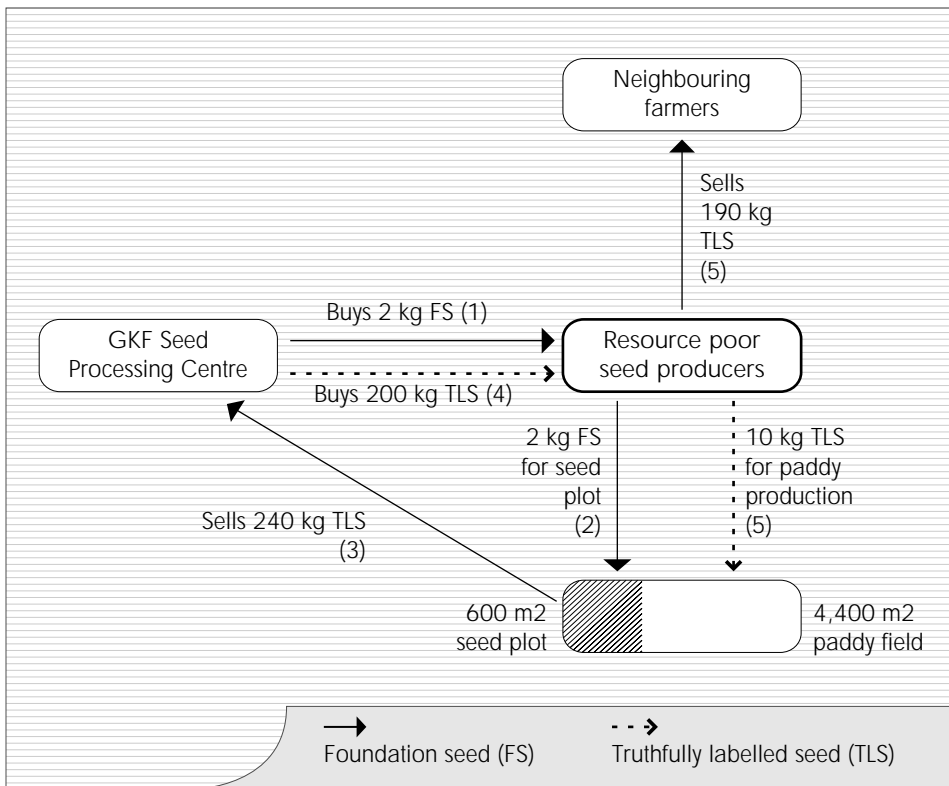 Neighbouring
farmers
Sells
190 kg
TLS
(5)
Buys 2 kg FS (1)
GKF Seed
Processing Centre
Resource poor
seed producers
Buys 200 kg TLS (4)
2 kg FS
for seed
plot
(2)
10 kg TLS
for paddy
production
(5)
Sells 240 kg TLS
(3)
600 m2
seed plot
4,400 m2
paddy field
Foundation seed (FS)
Truthfully labelled seed (TLS)